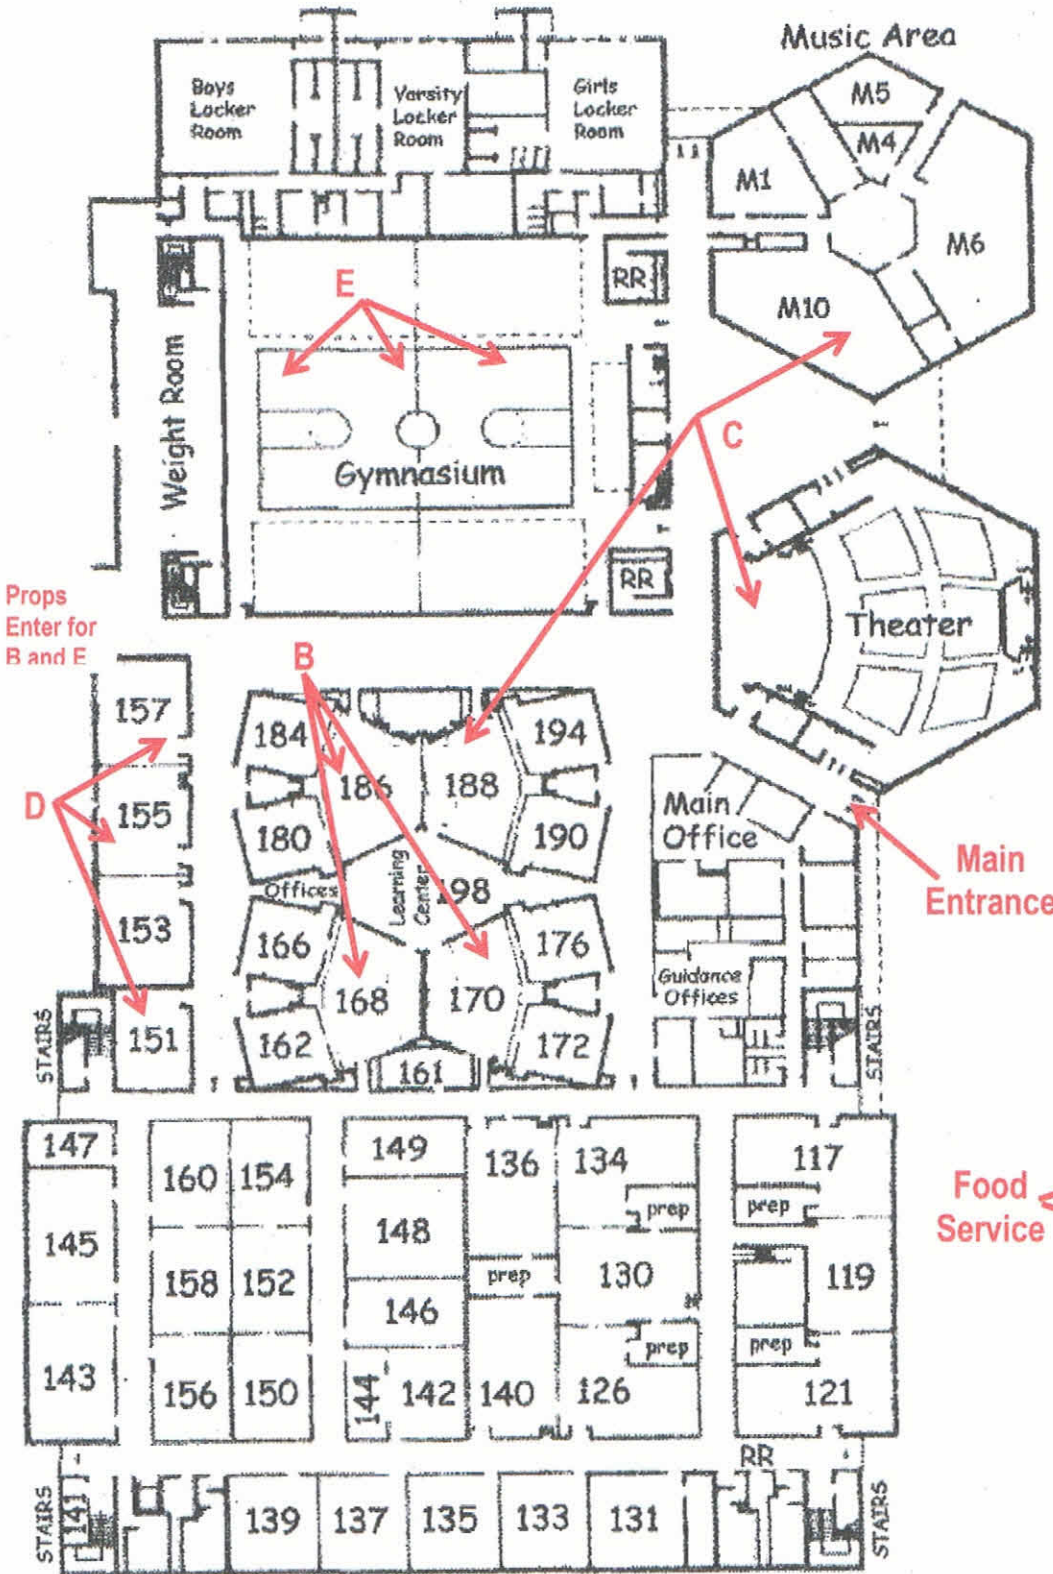 Music Area
Boys
Locker
Room
Varsity
Locker
Room
Girls
Locker
Room
M5
M4
M1
M6
M10
RR
E
Weight Room
C
Gymnasium
RR
Props
Enter for
B and E
Theater
B
157
184
194
186
188
D
155
Main
Office
180
190
Main
Entrance
Offices
Learning
Center
198
153
166
176
168
170
Guidance
Offices
STAIRS
151
162
161
172
STAIRS
147
149
136
134
117
160
154
prep
prep
Food
Service
145
148
158
152
prep
130
119
146
143
prep
prep
156
150
144
142
140
126
121
RR
STAIRS
141
139
137
135
133
131
STAIRS